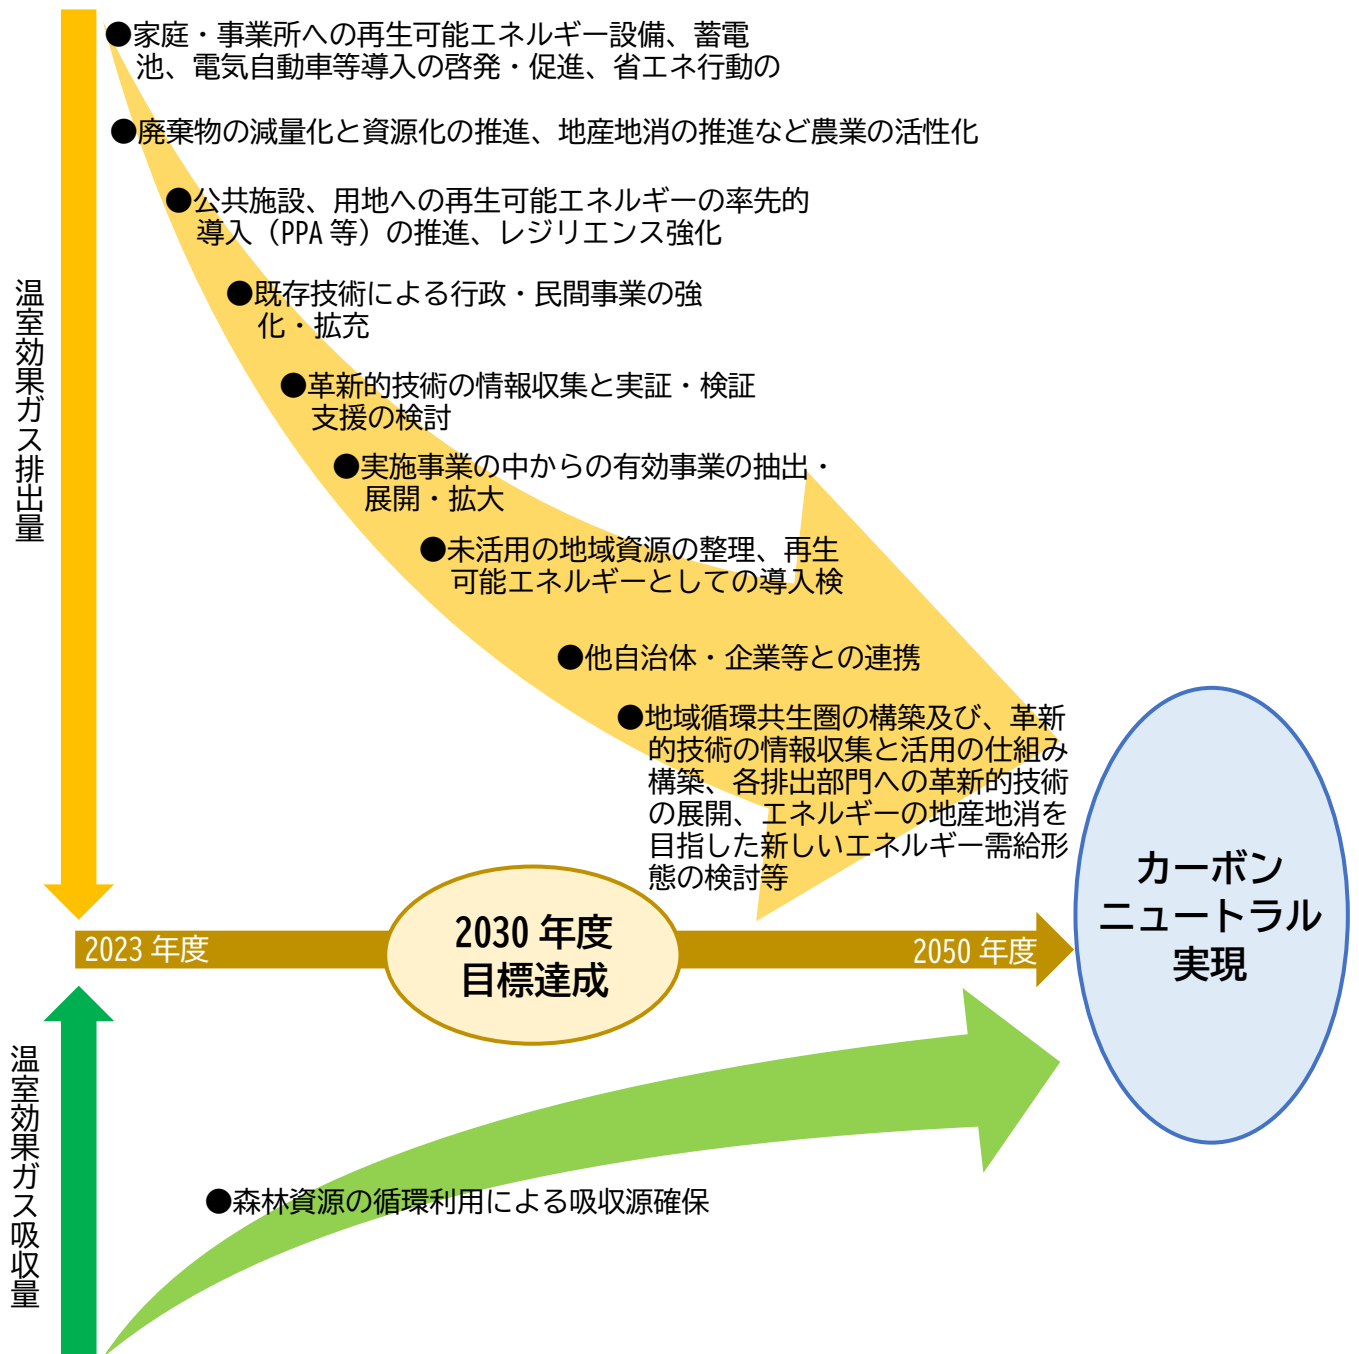 ●家庭・事業所への再生可能エネルギー設備、蓄電
池、電気自動車等導入の啓発・促進、省エネ行動の
●廃棄物の減量化と資源化の推進、地産地消の推進など農業の活性化
●公共施設、用地への再生可能エネルギーの率先的
導入（PPA 等）の推進、レジリエンス強化
●既存技術による行政・民間事業の強
化・拡充
●革新的技術の情報収集と実証・検証
支援の検討
●実施事業の中からの有効事業の抽出・
展開・拡大
●未活用の地域資源の整理、再生
可能エネルギーとしての導入検
●他自治体・企業等との連携
●地域循環共生圏の構築及び、革新
的技術の情報収集と活用の仕組み
構築、各排出部門への革新的技術
の展開、エネルギーの地産地消を
目指した新しいエネルギー需給形
態の検討等
温室効果ガス排出量
2023 年度
2030 年度
目標達成
2050 年度
カーボン
ニュートラル
実現
温室効果ガス吸収量
●森林資源の循環利用による吸収源確保